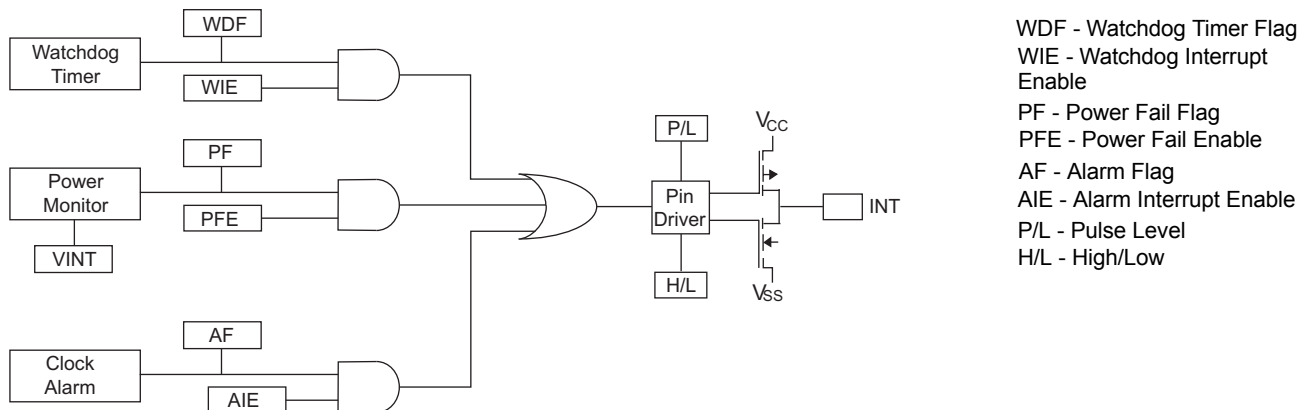 WDF
Watchdog
Timer
WIE
PF
Power
Monitor
PFE
VINT
AF
Clock
Alarm
AIE
P/L
Pin
Driver
H/L
VCC
VSS
INT
WDF - Watchdog Timer Flag
WIE - Watchdog Interrupt
Enable
PF - Power Fail Flag
PFE - Power Fail Enable
AF - Alarm Flag
AIE - Alarm Interrupt Enable
P/L - Pulse Level
H/L - High/Low